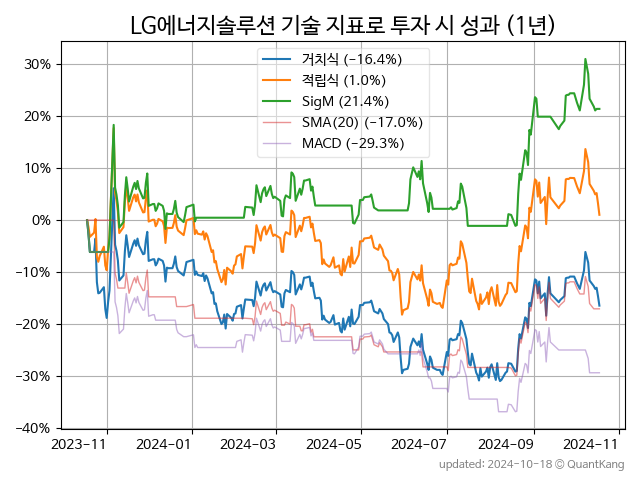 LG에너지솔루션 기술 지표로 투자 시 성과 (1년)
거치식 (−16.4%)
적립식 (1.0%)
SigM (21.4%)
SMA(20) (−17.0%)
MACD (−29.3%)
30%
20%
10%
0%
−10%
−20%
−30%
−40%
2023-11 2024-01 2024-03 2024-05 2024-07 2024-09 2024-11
updated: 2024-10-18 © QuantKang